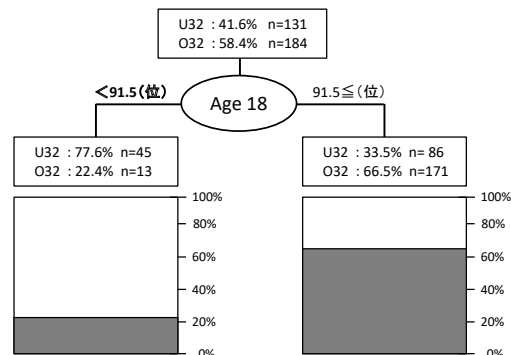 U32 : 41.6% n=131
O32 : 58.4% n=184
＜91.5(位)
Age 18
91.5≦(位)
U32 : 77.6% n=45
O32 : 22.4% n=13
U32 : 33.5% n= 86
O32 : 66.5% n=171
100%
80%
60%
40%
20%
0%
100%
80%
60%
40%
20%
0%